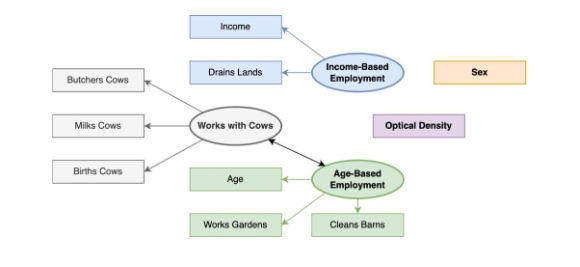 Income
Income-Based
Employment
Drains Lands
Sex
Butchers Cows
Milks Cows
Works with Cows
Optical Density
Births Cows
Age
Age-Based
Employment
Works Gardens
Cleans Barns